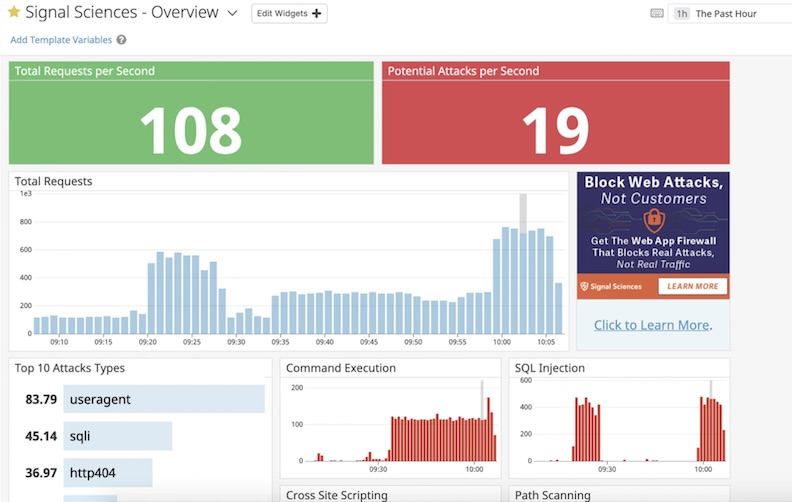 Signal Sciences - Overview
Edit Widgets +
1h The Past Hour
Add Template Variables ?
Total Requests per Second
108
Potential Attacks per Second
19
Total Requests
1e3
800
600
400
200
0
09:10 09:15 09:20 09:25 09:30 09:35 09:40 09:45 09:50 09:55 10:00 10:05
Block Web Attacks,
Not Customers
Get The Web App Firewall
That Blocks Real Attacks,
Not Real Traffic
Signal Sciences LEARN MORE
Click to Learn More.
Top 10 Attacks Types
83.79 useragent
45.14 sqli
36.97 http404
Command Execution
200
100
0
09:30 10:00
SQL Injection
600
400
200
0
09:30 10:00
Cross Site Scripting
Path Scanning